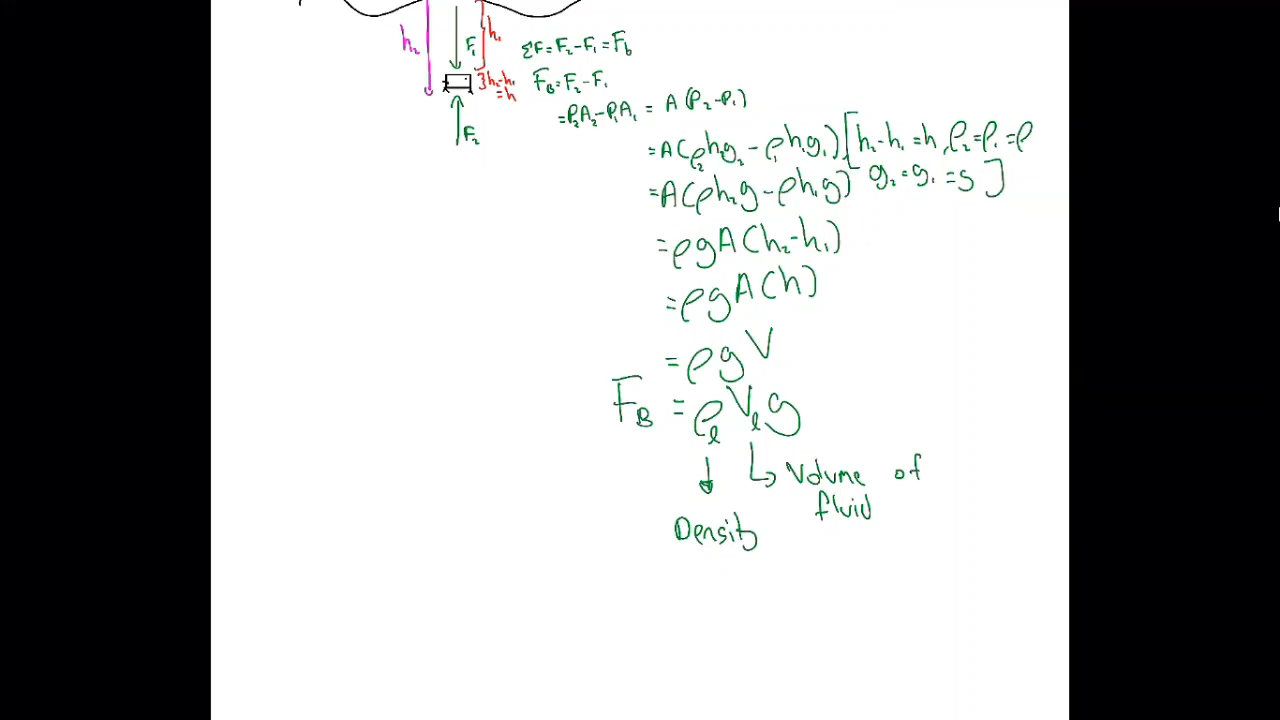 h₂
F₁
h₁
h₂-h₁
=h
F₂
ΣF = F₂-F₁ = F_b
F_B = F₂-F₁
= P₂A₂-P₁A₁ = A(P₂-P₁)
= A(ρ₂h₂g₂ - ρ₁h₁g₁) [h₂-h₁ = h, ρ₂=ρ₁=ρ
= A(ρh₂g - ρh₁g) g₂=g₁=g]
= ρgA(h₂-h₁)
= ρgA(h)
= ρgV
F_B = ρ_l V_l g
Volume of
fluid
Density